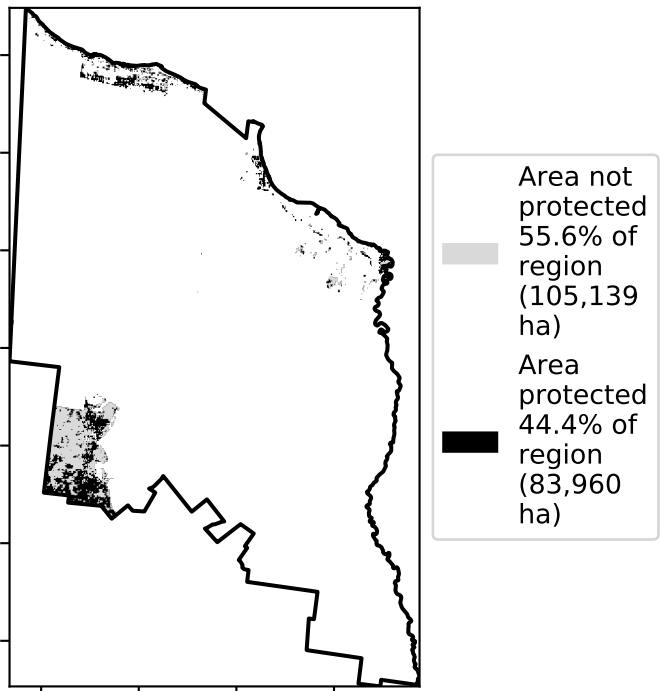 Area not
protected
55.6% of
region
(105,139
ha)
Area
protected
44.4% of
region
(83,960
ha)